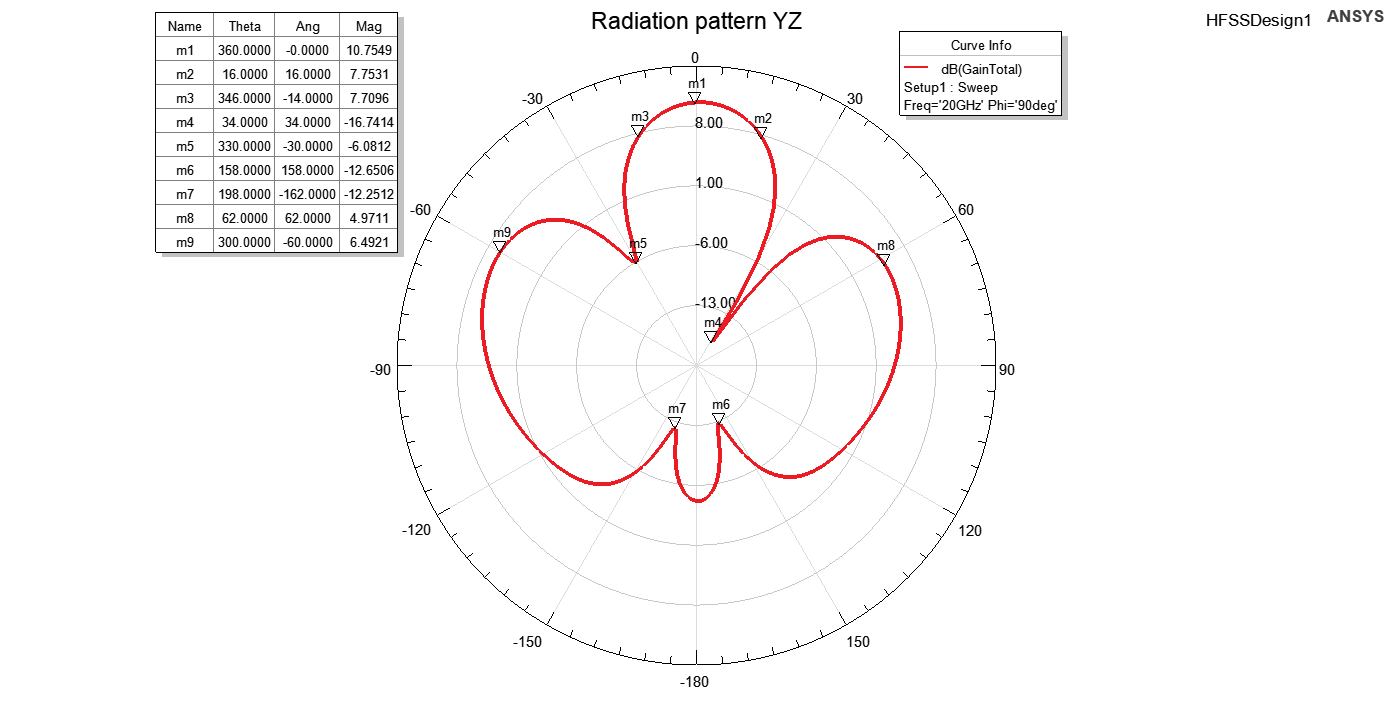 Radiation pattern YZ
HFSSDesign1
ANSYS
Name Theta Ang Mag
m1 360.0000 -0.0000 10.7549
m2 16.0000 16.0000 7.7531
m3 346.0000 -14.0000 7.7096
m4 34.0000 34.0000 -16.7414
m5 330.0000 -30.0000 -6.0812
m6 158.0000 158.0000 -12.6506
m7 198.0000 -162.0000 -12.2512
m8 62.0000 62.0000 4.9711
m9 300.0000 -60.0000 6.4921
Curve Info
dB(GainTotal)
Setup1 : Sweep
Freq='20GHz' Phi='90deg'
0
m1
-30
30
m3
m2
8.00
1.00
-60
60
m9
m5
-6.00
m8
-13.00
m4
-90
90
m7
m6
-120
120
-150
150
-180